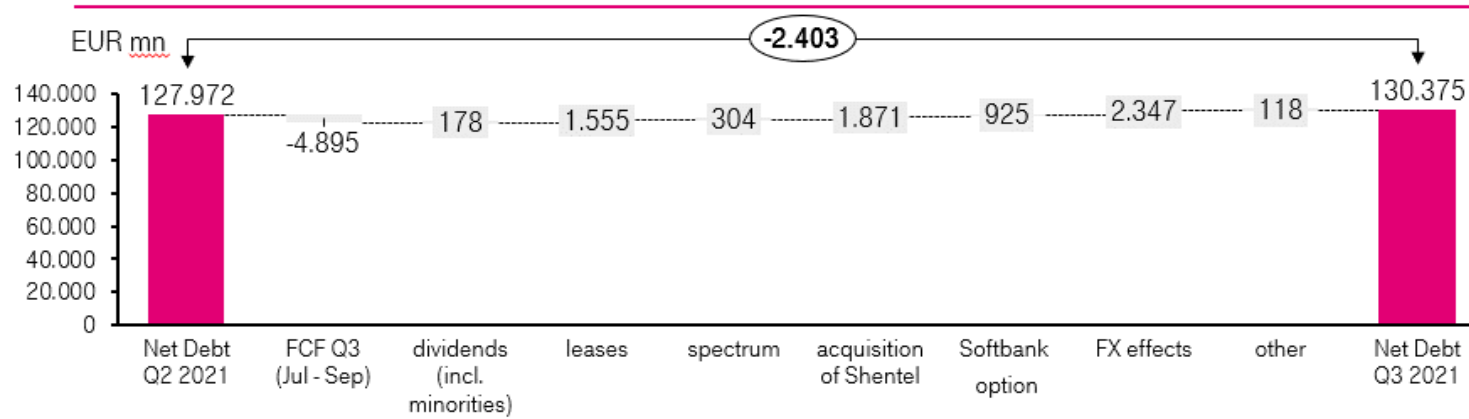 EUR mn
-2.403
140.000
120.000
100.000
80.000
60.000
40.000
20.000
0
127.972
-4.895
178
1.555
304
1.871
925
2.347
118
130.375
Net Debt
Q2 2021
FCF Q3
(Jul - Sep)
dividends
(incl.
minorities)
leases
spectrum
acquisition
of Shentel
Softbank
option
FX effects
other
Net Debt
Q3 2021